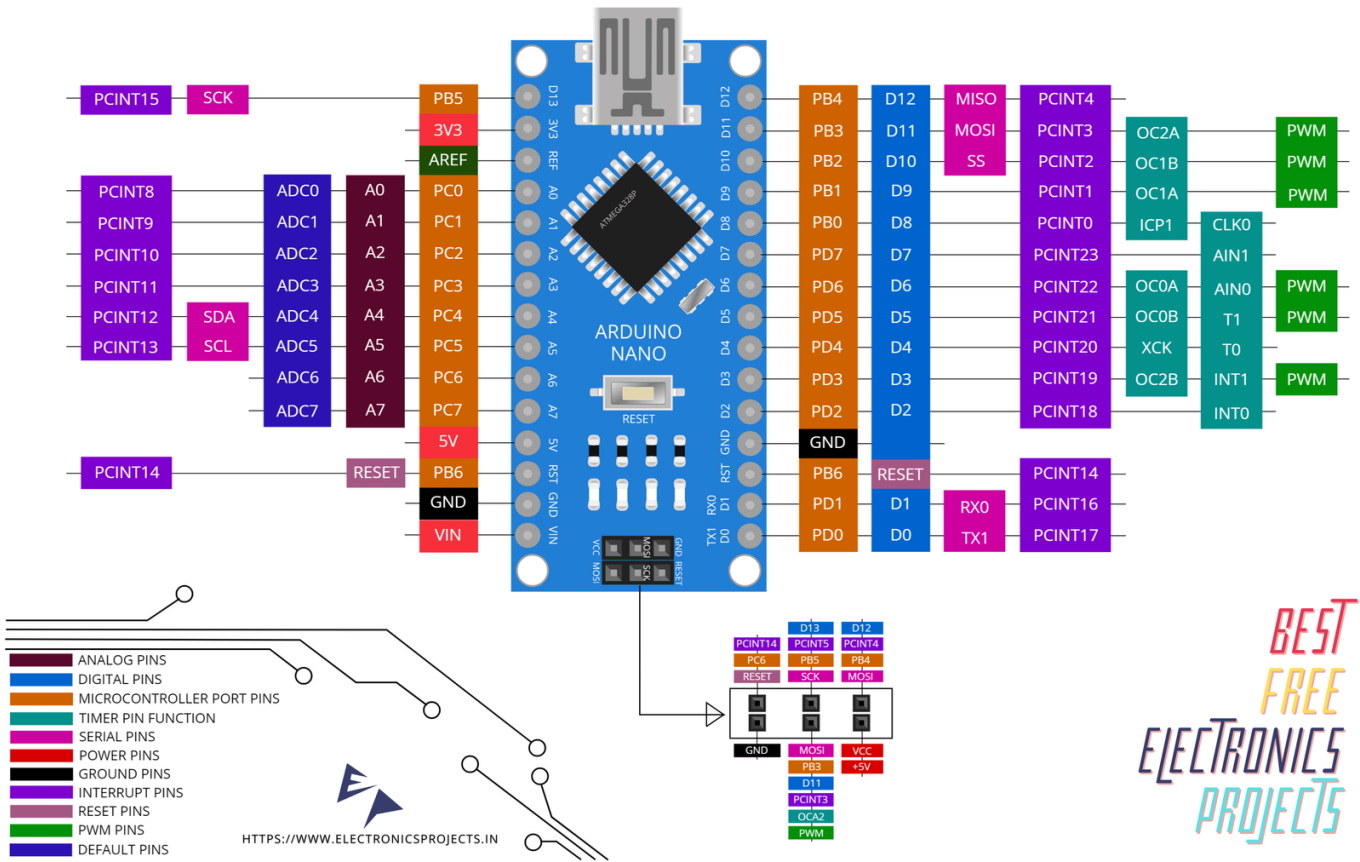 PCINT15 SCK PB5 D13 D12 PB4 D12 MISO PCINT4
3V3 3V3 D11 PB3 D11 MOSI PCINT3 OC2A PWM
AREF REF D10 PB2 D10 SS PCINT2 OC1B PWM
PCINT8 ADC0 A0 PC0 A0 D9 PB1 D9 PCINT1 OC1A PWM
PCINT9 ADC1 A1 PC1 A1 D8 PB0 D8 PCINT0 ICP1 CLK0
PCINT10 ADC2 A2 PC2 A2 D7 PD7 D7 PCINT23 AIN1
PCINT11 ADC3 A3 PC3 A3 D6 PD6 D6 PCINT22 OC0A AIN0 PWM
PCINT12 SDA ADC4 A4 PC4 A4 D5 PD5 D5 PCINT21 OC0B T1 PWM
PCINT13 SCL ADC5 A5 PC5 A5 D4 PD4 D4 PCINT20 XCK T0
ADC6 A6 PC6 A6 D3 PD3 D3 PCINT19 OC2B INT1 PWM
ADC7 A7 PC7 A7 D2 PD2 D2 PCINT18 INT0
5V 5V GND GND
PCINT14 RESET PB6 RST RST PB6 RESET PCINT14
GND GND RX0 D1 PD1 D1 RX0 PCINT16
VIN VIN TX1 D0 PD0 D0 TX1 PCINT17
ATMEGA328P
ARDUINO
NANO
RESET
VCC MOSI GND
MOSI SCK RESET
D13 D12
PCINT14 PCINT5 PCINT4
PC6 PB5 PB4
RESET SCK MOSI
GND MOSI VCC
PB3 +5V
D11
PCINT3
OCA2
PWM
ANALOG PINS
DIGITAL PINS
MICROCONTROLLER PORT PINS
TIMER PIN FUNCTION
SERIAL PINS
POWER PINS
GROUND PINS
INTERRUPT PINS
RESET PINS
PWM PINS
DEFAULT PINS
HTTPS://WWW.ELECTRONICSPROJECTS.IN
BEST
FREE
ELECTRONICS
PROJECTS